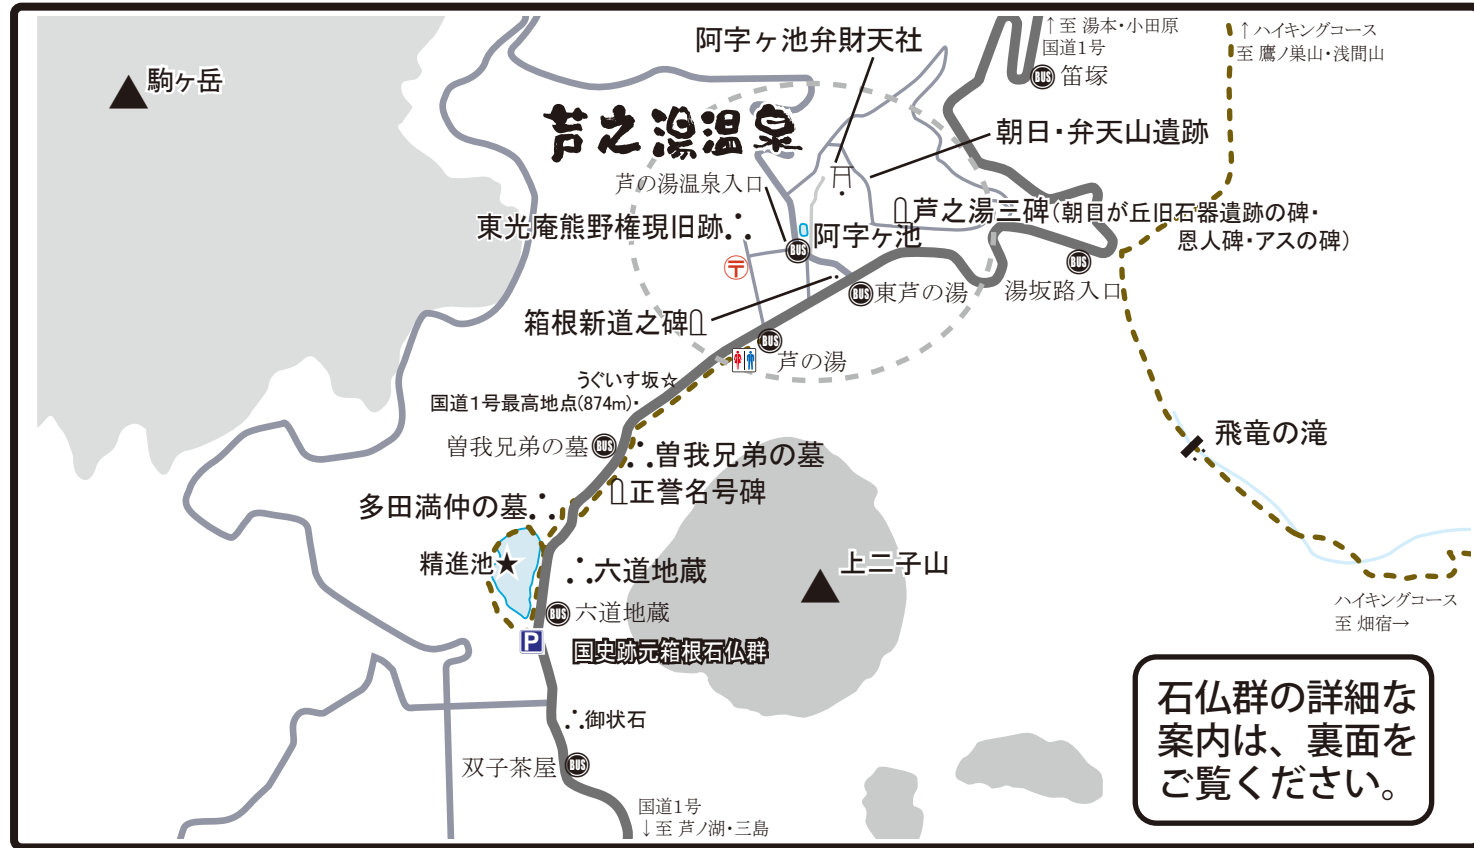 駒ヶ岳
阿字ヶ池弁財天社
↑至 湯本・小田原
国道1号
BUS 笛塚
↑ハイキングコース
至 鷹ノ巣山・浅間山
芦之湯温泉
朝日・弁天山遺跡
芦の湯温泉入口
芦之湯三碑(朝日が丘旧石器遺跡の碑・
恩人碑・アスの碑)
東光庵熊野権現旧跡
BUS 阿字ヶ池
〒
BUS
湯坂路入口
BUS 東芦の湯
箱根新道之碑
BUS
芦の湯
うぐいす坂☆
国道1号最高地点(874m)・
曽我兄弟の墓 BUS
曽我兄弟の墓
飛竜の滝
正誉名号碑
多田満仲の墓
精進池★
六道地蔵
上二子山
BUS 六道地蔵
P
国史跡元箱根石仏群
ハイキングコース
至 畑宿→
御状石
双子茶屋 BUS
国道1号
↓至 芦ノ湖・三島
石仏群の詳細な
案内は、裏面を
ご覧ください。